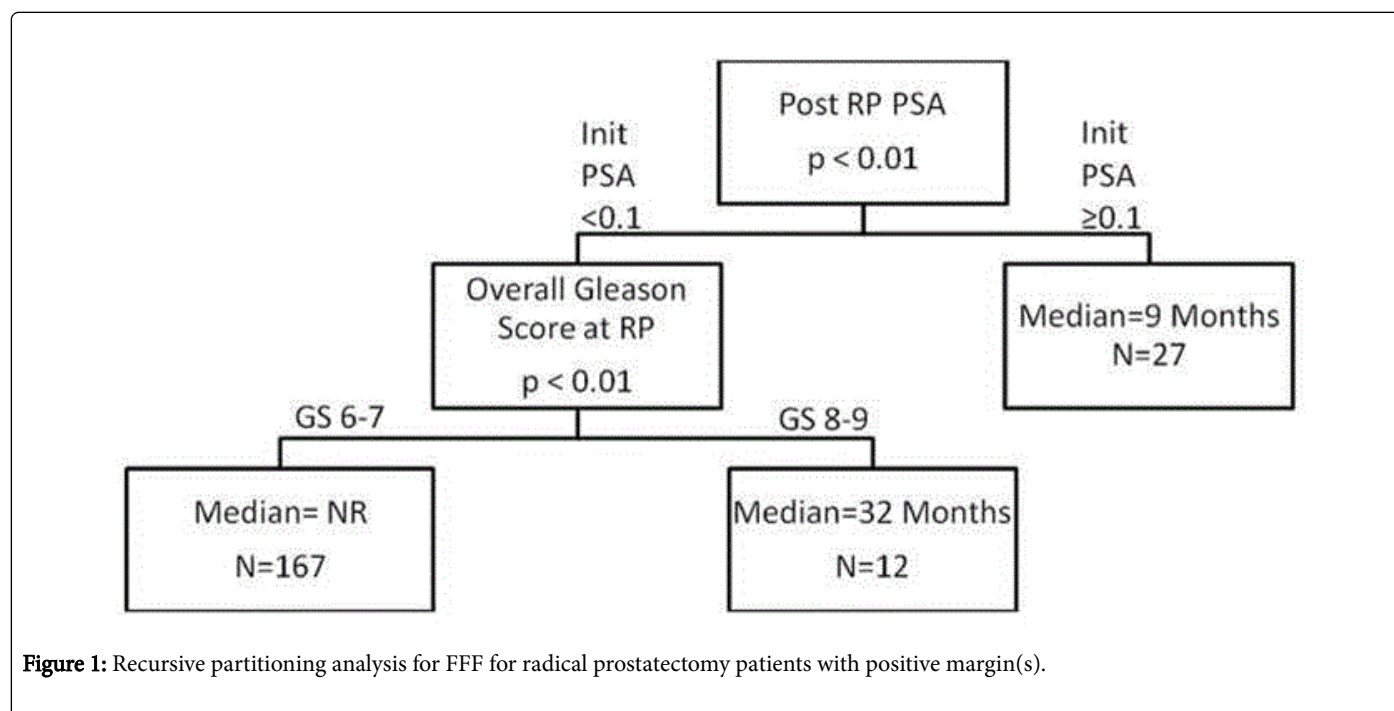 Post RP PSA
p < 0.01
Init
PSA
<0.1
Init
PSA
≥0.1
Overall Gleason
Score at RP
p < 0.01
Median=9 Months
N=27
GS 6-7
GS 8-9
Median= NR
N=167
Median=32 Months
N=12
Figure 1: Recursive partitioning analysis for FFF for radical prostatectomy patients with positive margin(s).